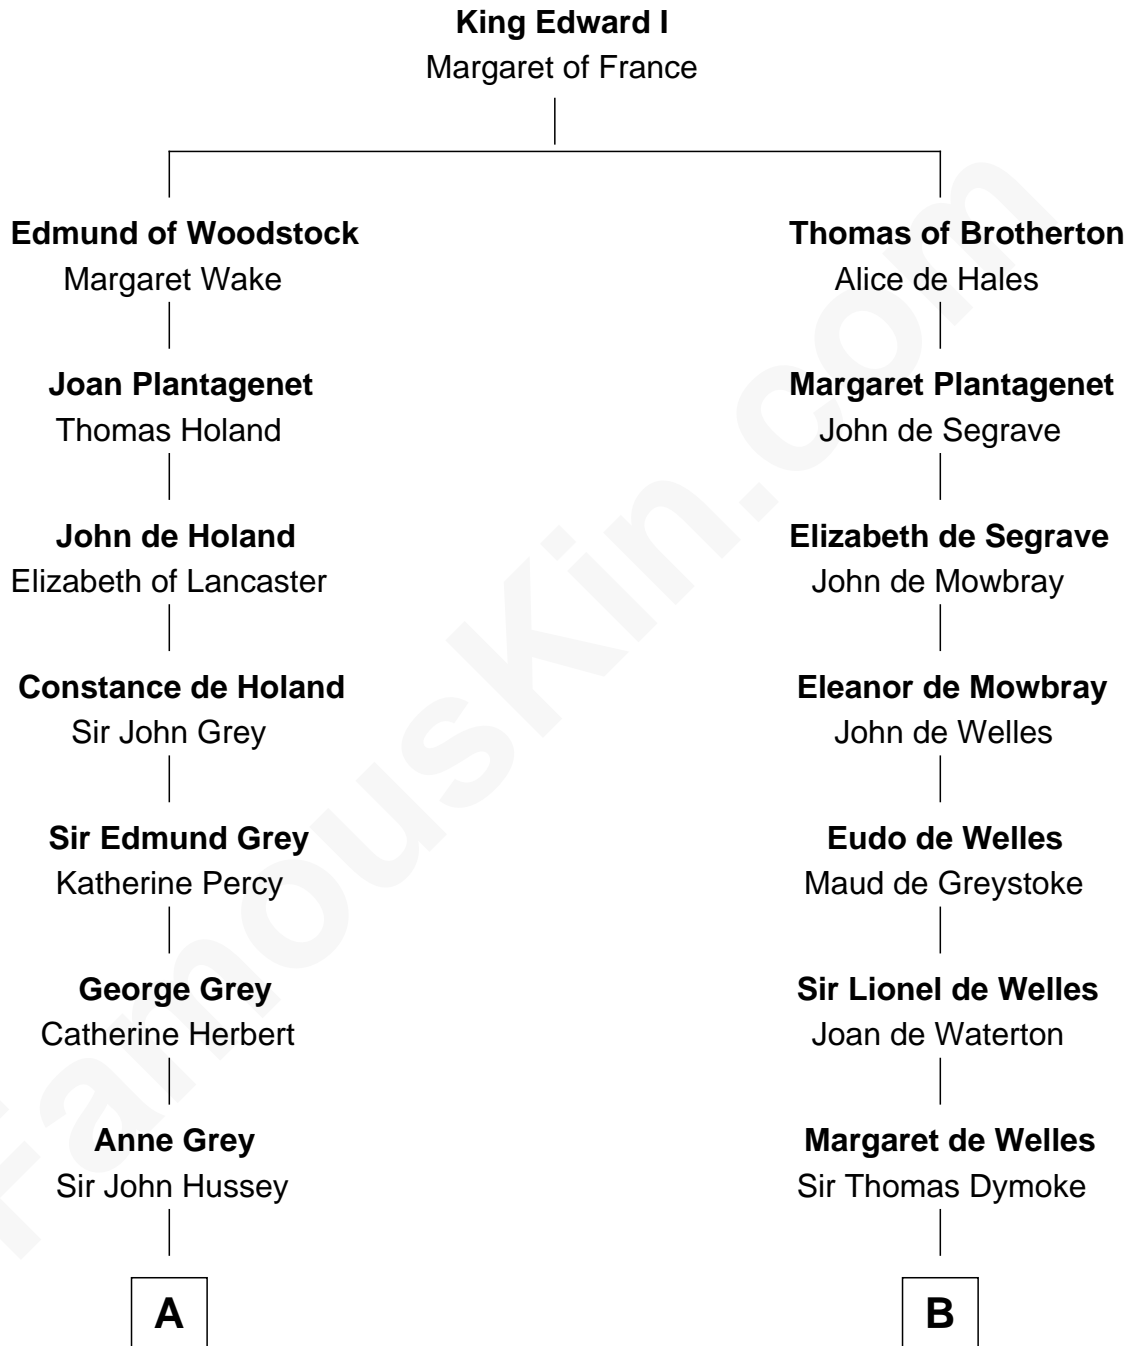 King Edward I
Margaret of France
Edmund of Woodstock
Margaret Wake
Thomas of Brotherton
Alice de Hales
Joan Plantagenet
Thomas Holand
Margaret Plantagenet
John de Segrave
John de Holand
Elizabeth of Lancaster
Elizabeth de Segrave
John de Mowbray
Constance de Holand
Sir John Grey
Eleanor de Mowbray
John de Welles
Sir Edmund Grey
Katherine Percy
Eudo de Welles
Maud de Greystoke
George Grey
Catherine Herbert
Sir Lionel de Welles
Joan de Waterton
Anne Grey
Sir John Hussey
Margaret de Welles
Sir Thomas Dymoke
A
B
FamousKin.com